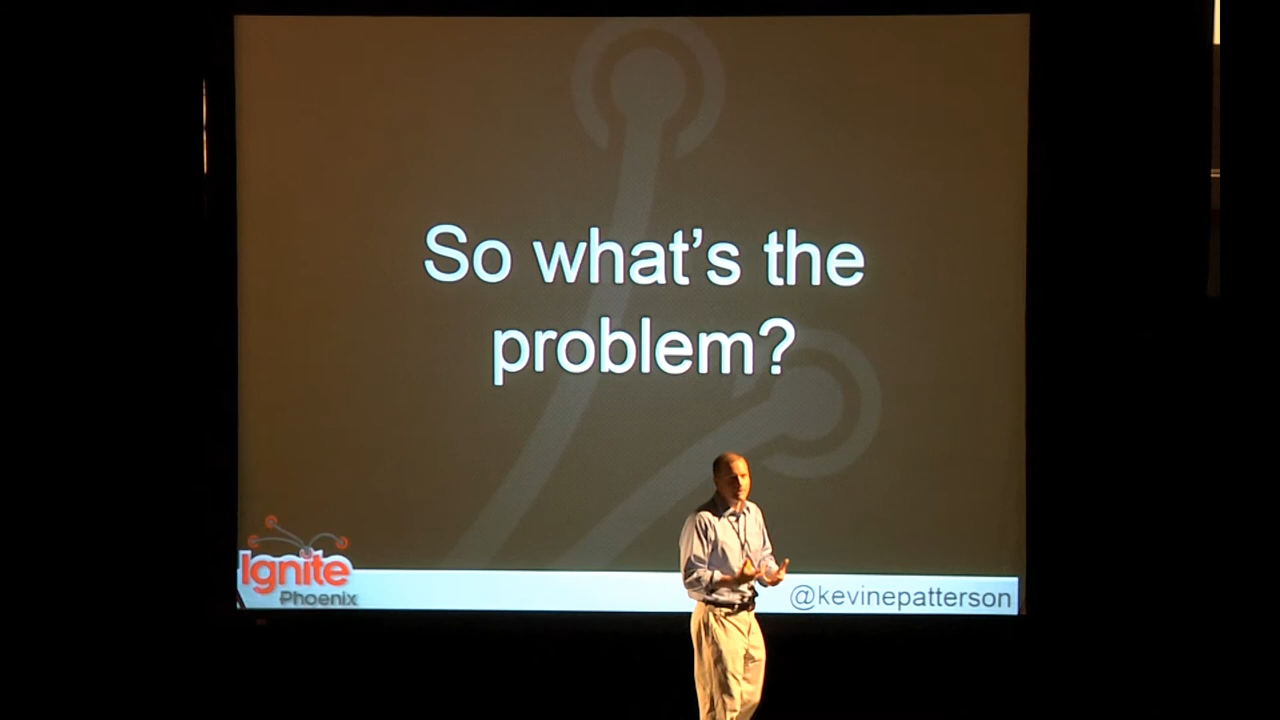 So what’s the
problem?
Ignite
Phoenix
@kevinepatterson